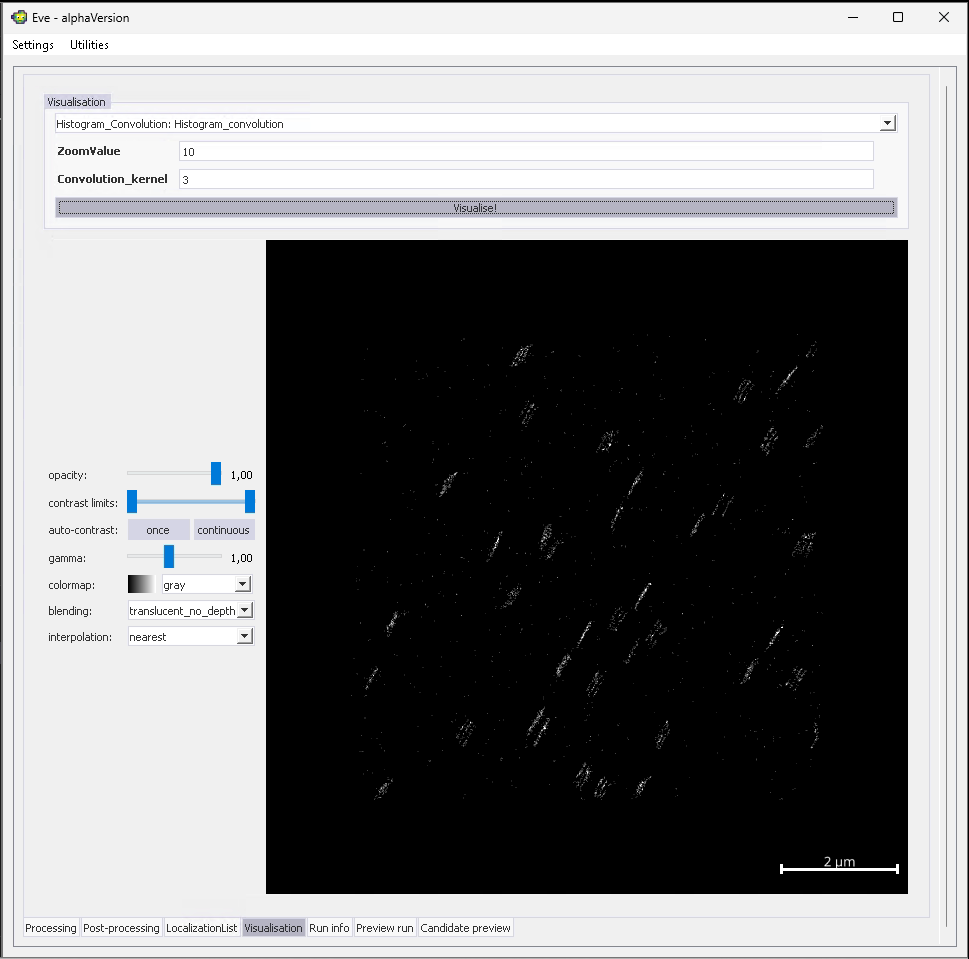 Eve - alphaVersion
Settings Utilities
Visualisation
Histogram_Convolution: Histogram_convolution
ZoomValue 10
Convolution_kernel 3
Visualise!
opacity: 1,00
contrast limits:
auto-contrast: once continuous
gamma: 1,00
colormap: gray
blending: translucent_no_depth
interpolation: nearest
2 μm
Processing Post-processing LocalizationList Visualisation Run info Preview run Candidate preview